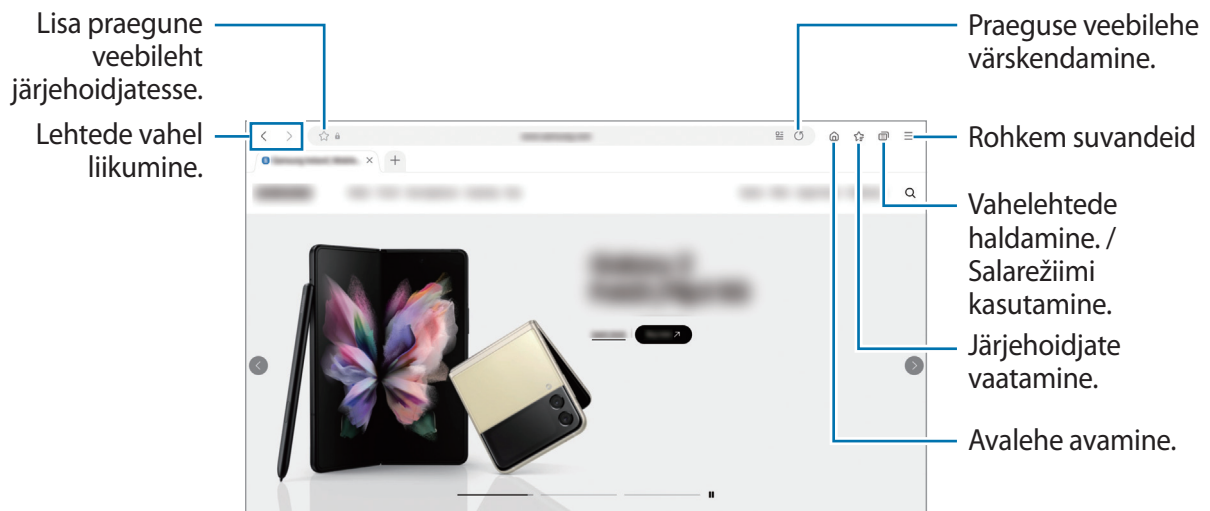 Lisa praegune
veebileht
järjehoidjatesse.
Lehtede vahel
liikumine.
Praeguse veebilehe
värskendamine.
Rohkem suvandeid
Vahelehtede
haldamine. /
Salarežiimi
kasutamine.
Järjehoidjate
vaatamine.
Avalehe avamine.